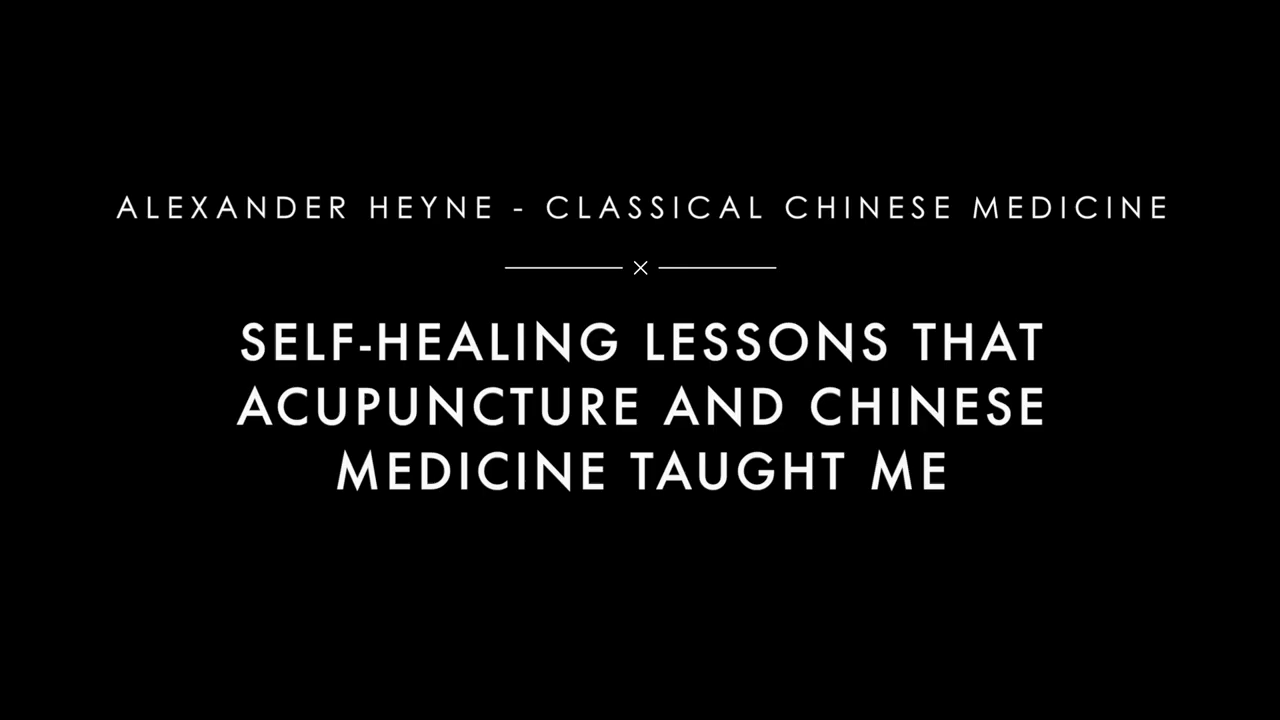 ALEXANDER HEYNE - CLASSICAL CHINESE MEDICINE
SELF-HEALING LESSONS THAT
ACUPUNCTURE AND CHINESE
MEDICINE TAUGHT ME